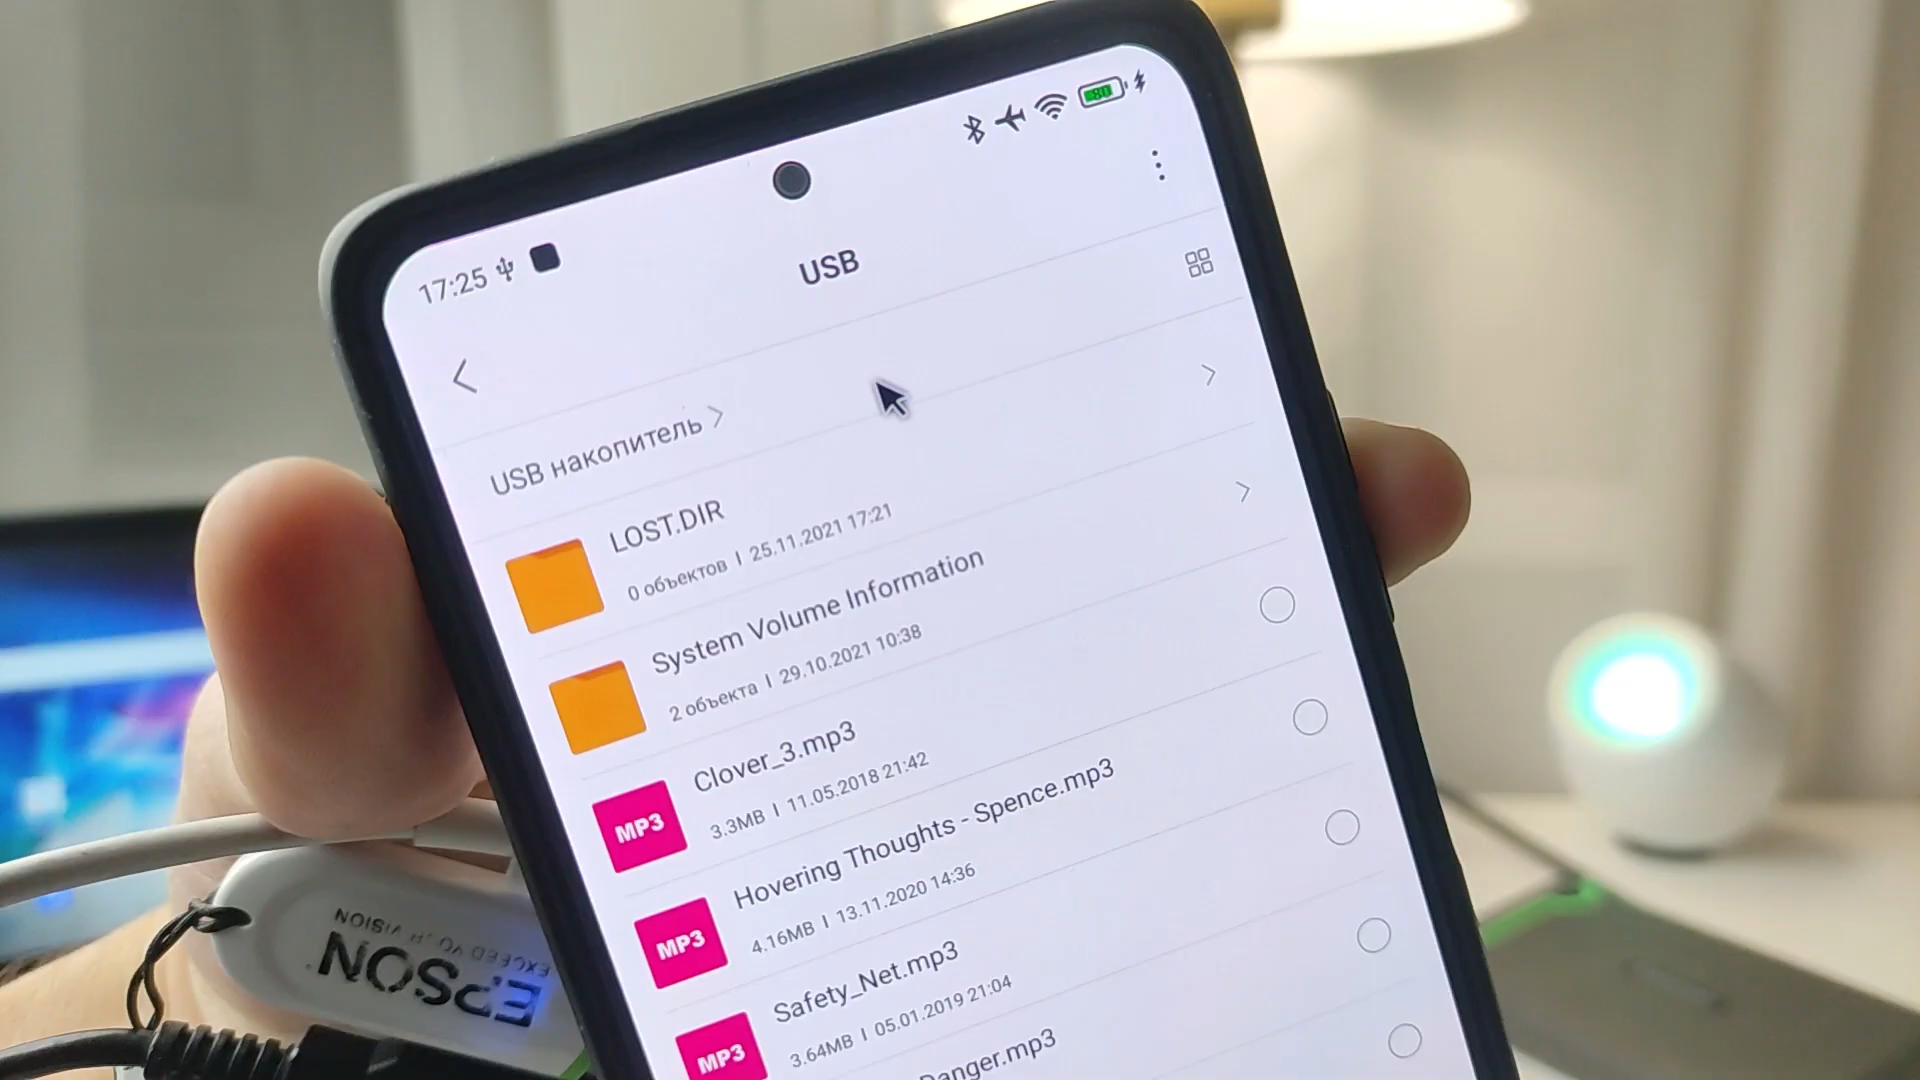 17:25
80
USB
USB накопитель
LOST.DIR
0 объектов | 25.11.2021 17:21
System Volume Information
2 объекта | 29.10.2021 10:38
Clover_3.mp3
3.3MB | 11.05.2018 21:42
MP3
Hovering Thoughts - Spence.mp3
4.16MB | 13.11.2020 14:36
MP3
Safety_Net.mp3
3.64MB | 05.01.2019 21:04
MP3
Danger.mp3
EPSON
EXCEED YOUR VISION